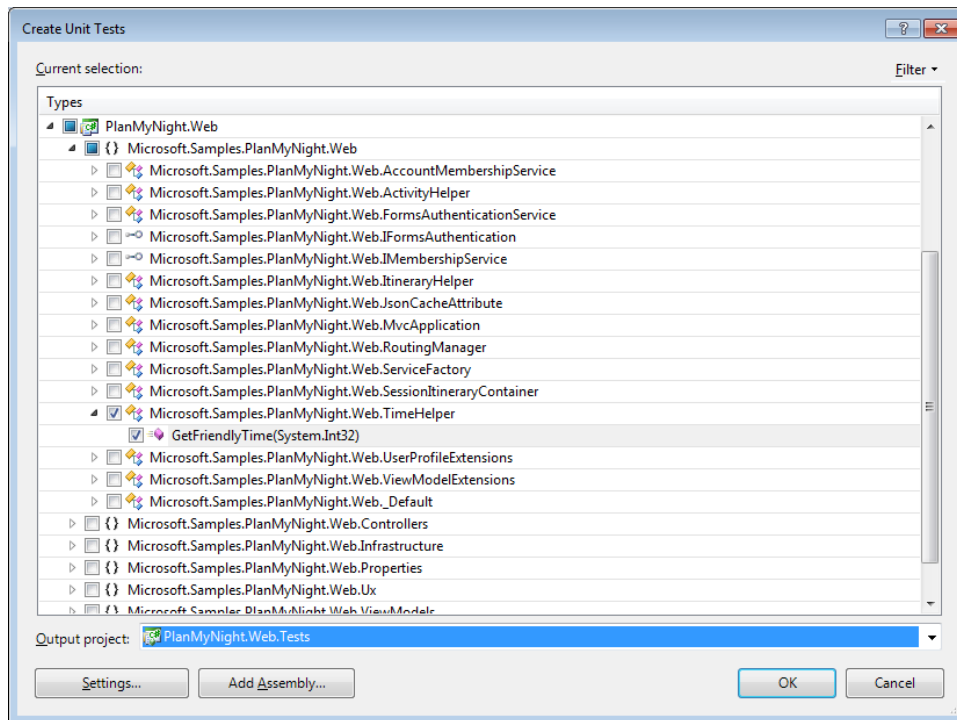 Create Unit Tests
Current selection:
Filter
Types
PlanMyNight.Web
{} Microsoft.Samples.PlanMyNight.Web
Microsoft.Samples.PlanMyNight.Web.AccountMembershipService
Microsoft.Samples.PlanMyNight.Web.ActivityHelper
Microsoft.Samples.PlanMyNight.Web.FormsAuthenticationService
Microsoft.Samples.PlanMyNight.Web.IFormsAuthentication
Microsoft.Samples.PlanMyNight.Web.IMembershipService
Microsoft.Samples.PlanMyNight.Web.ItineraryHelper
Microsoft.Samples.PlanMyNight.Web.JsonCacheAttribute
Microsoft.Samples.PlanMyNight.Web.MvcApplication
Microsoft.Samples.PlanMyNight.Web.RoutingManager
Microsoft.Samples.PlanMyNight.Web.ServiceFactory
Microsoft.Samples.PlanMyNight.Web.SessionItineraryContainer
Microsoft.Samples.PlanMyNight.Web.TimeHelper
GetFriendlyTime(System.Int32)
Microsoft.Samples.PlanMyNight.Web.UserProfileExtensions
Microsoft.Samples.PlanMyNight.Web.ViewModelExtensions
Microsoft.Samples.PlanMyNight.Web._Default
{} Microsoft.Samples.PlanMyNight.Web.Controllers
{} Microsoft.Samples.PlanMyNight.Web.Infrastructure
{} Microsoft.Samples.PlanMyNight.Web.Properties
{} Microsoft.Samples.PlanMyNight.Web.Ux
{} Microsoft.Samples.PlanMyNight.Web.ViewModels
Output project: PlanMyNight.Web.Tests
Settings... Add Assembly... OK Cancel